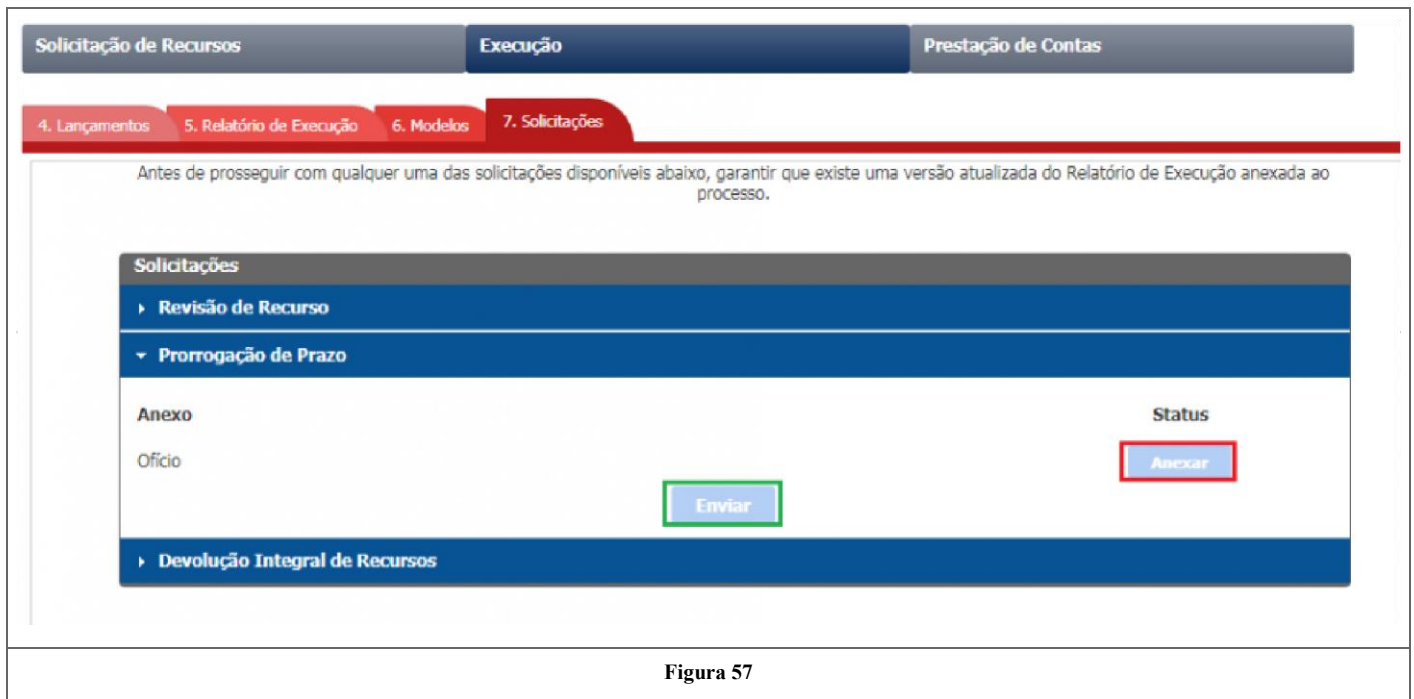 Solicitação de Recursos
Execução
Prestação de Contas
4. Lançamentos
5. Relatório de Execução
6. Modelos
7. Solicitações
Antes de prosseguir com qualquer uma das solicitações disponíveis abaixo, garantir que existe uma versão atualizada do Relatório de Execução anexada ao
processo.
Solicitações
Revisão de Recurso
Prorrogação de Prazo
Anexo
Status
Ofício
Anexar
Enviar
Devolução Integral de Recursos
Figura 57